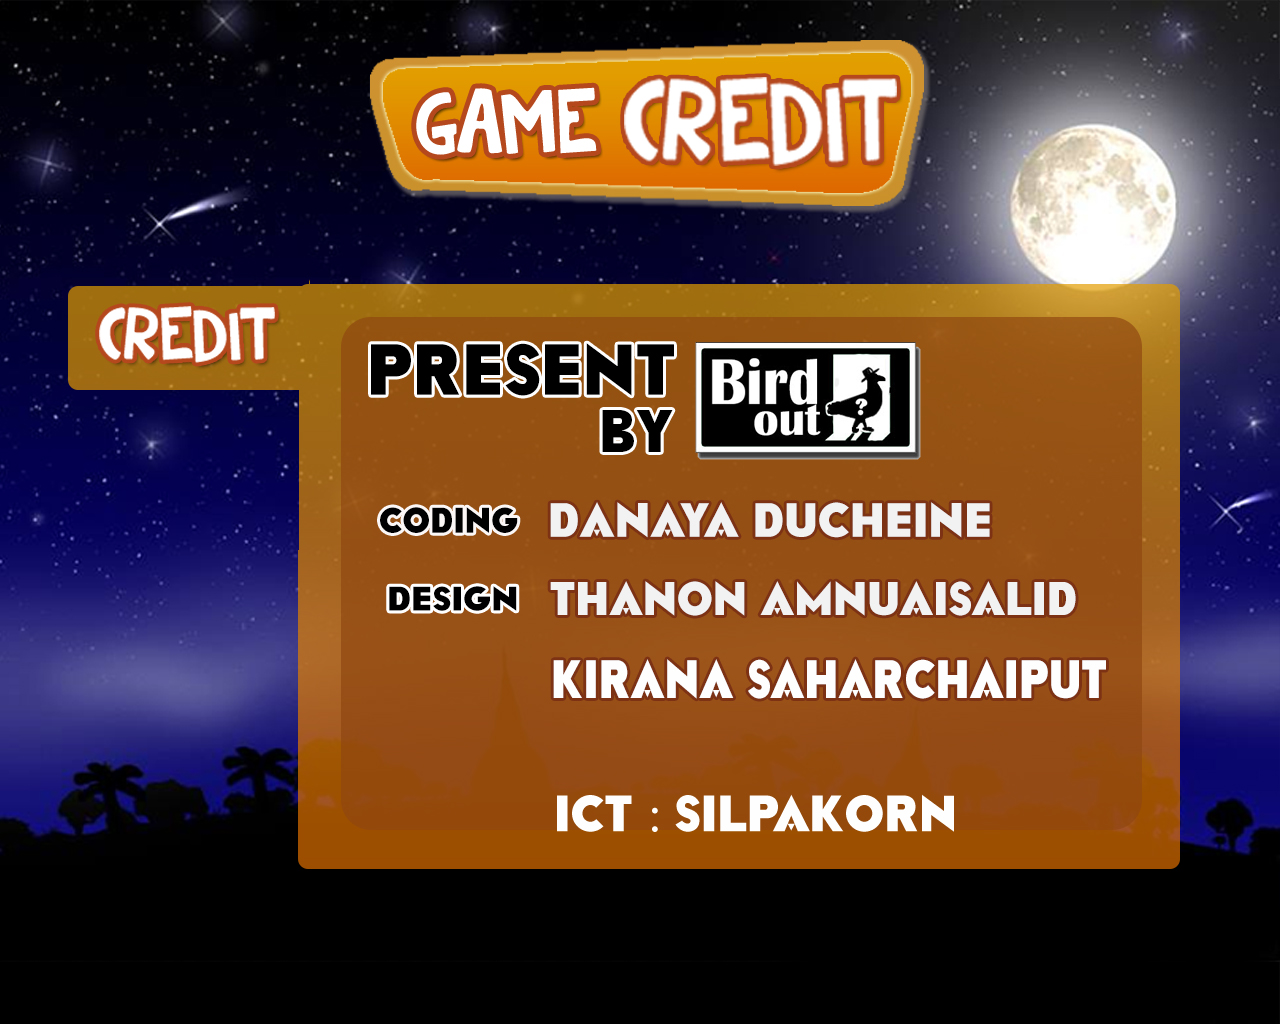 GAME CREDIT
CREDIT
PRESENT
BY
Bird
out
?
CODING DANAYA DUCHEINE
DESIGN THANON AMNUAISALID
KIRANA SAHARCHAIPUT
ICT : SILPAKORN